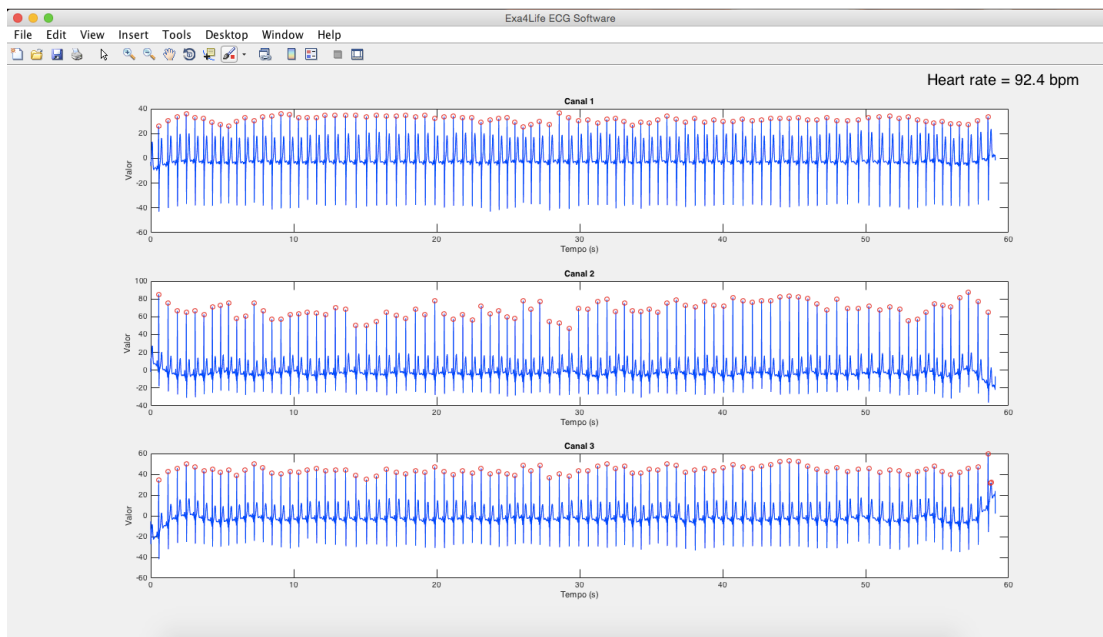 Exa4Life ECG Software
File Edit View Insert Tools Desktop Window Help
Heart rate = 92.4 bpm
Canal 1
40
20
0
-20
-40
-60
Valor
0 10 20 30 40 50 60
Tempo (s)
Canal 2
100
80
60
40
20
0
-20
-40
Valor
0 10 20 30 40 50 60
Tempo (s)
Canal 3
60
40
20
0
-20
-40
-60
Valor
0 10 20 30 40 50 60
Tempo (s)